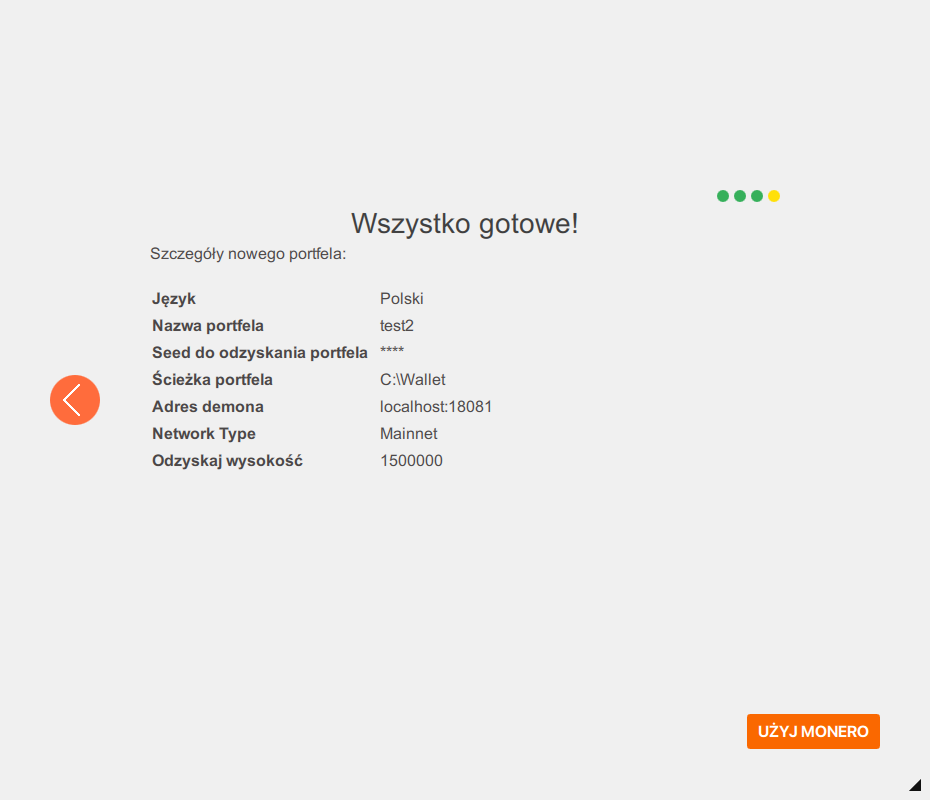 Wszystko gotowe!
Szczegóły nowego portfela:
Język Polski
Nazwa portfela test2
Seed do odzyskania portfela ****
Ścieżka portfela C:\Wallet
Adres demona localhost:18081
Network Type Mainnet
Odzyskaj wysokość 1500000
UŻYJ MONERO